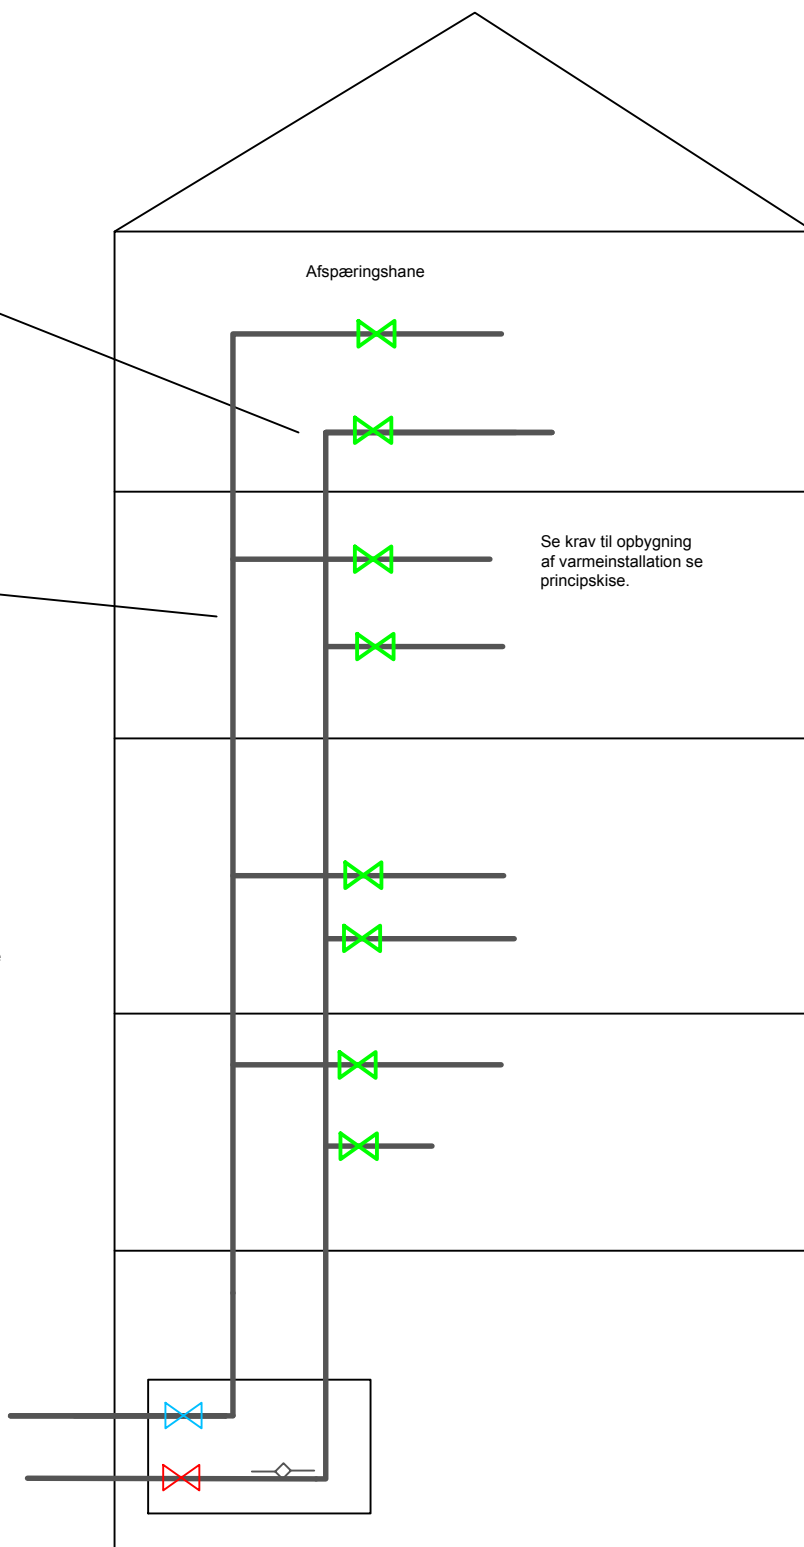 Afspæringshane
Se krav til opbygning
af varmeinstallation se
principskise.